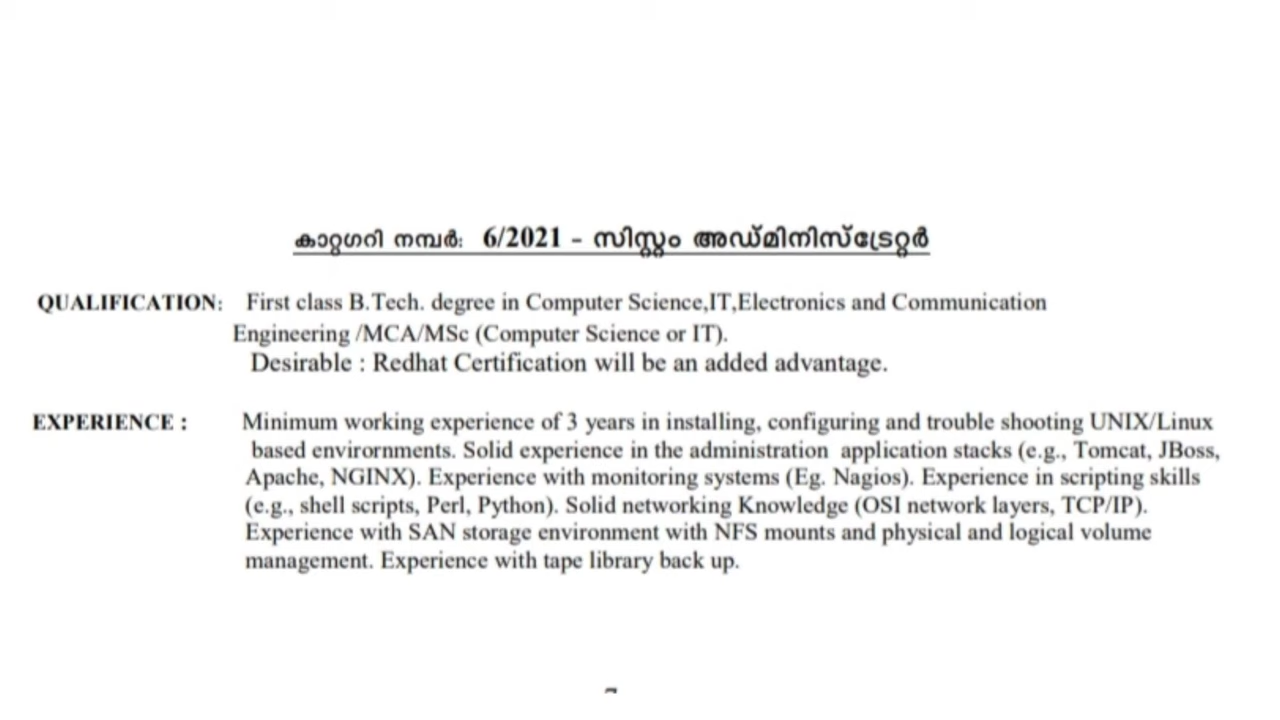 കാറ്റഗറി നമ്പർ: 6/2021 - സിസ്റ്റം അഡ്മിനിസ്ട്രേറ്റർ
QUALIFICATION: First class B.Tech. degree in Computer Science,IT,Electronics and Communication
Engineering /MCA/MSc (Computer Science or IT).
Desirable : Redhat Certification will be an added advantage.
EXPERIENCE : Minimum working experience of 3 years in installing, configuring and trouble shooting UNIX/Linux
based envirornments. Solid experience in the administration application stacks (e.g., Tomcat, JBoss,
Apache, NGINX). Experience with monitoring systems (Eg. Nagios). Experience in scripting skills
(e.g., shell scripts, Perl, Python). Solid networking Knowledge (OSI network layers, TCP/IP).
Experience with SAN storage environment with NFS mounts and physical and logical volume
management. Experience with tape library back up.